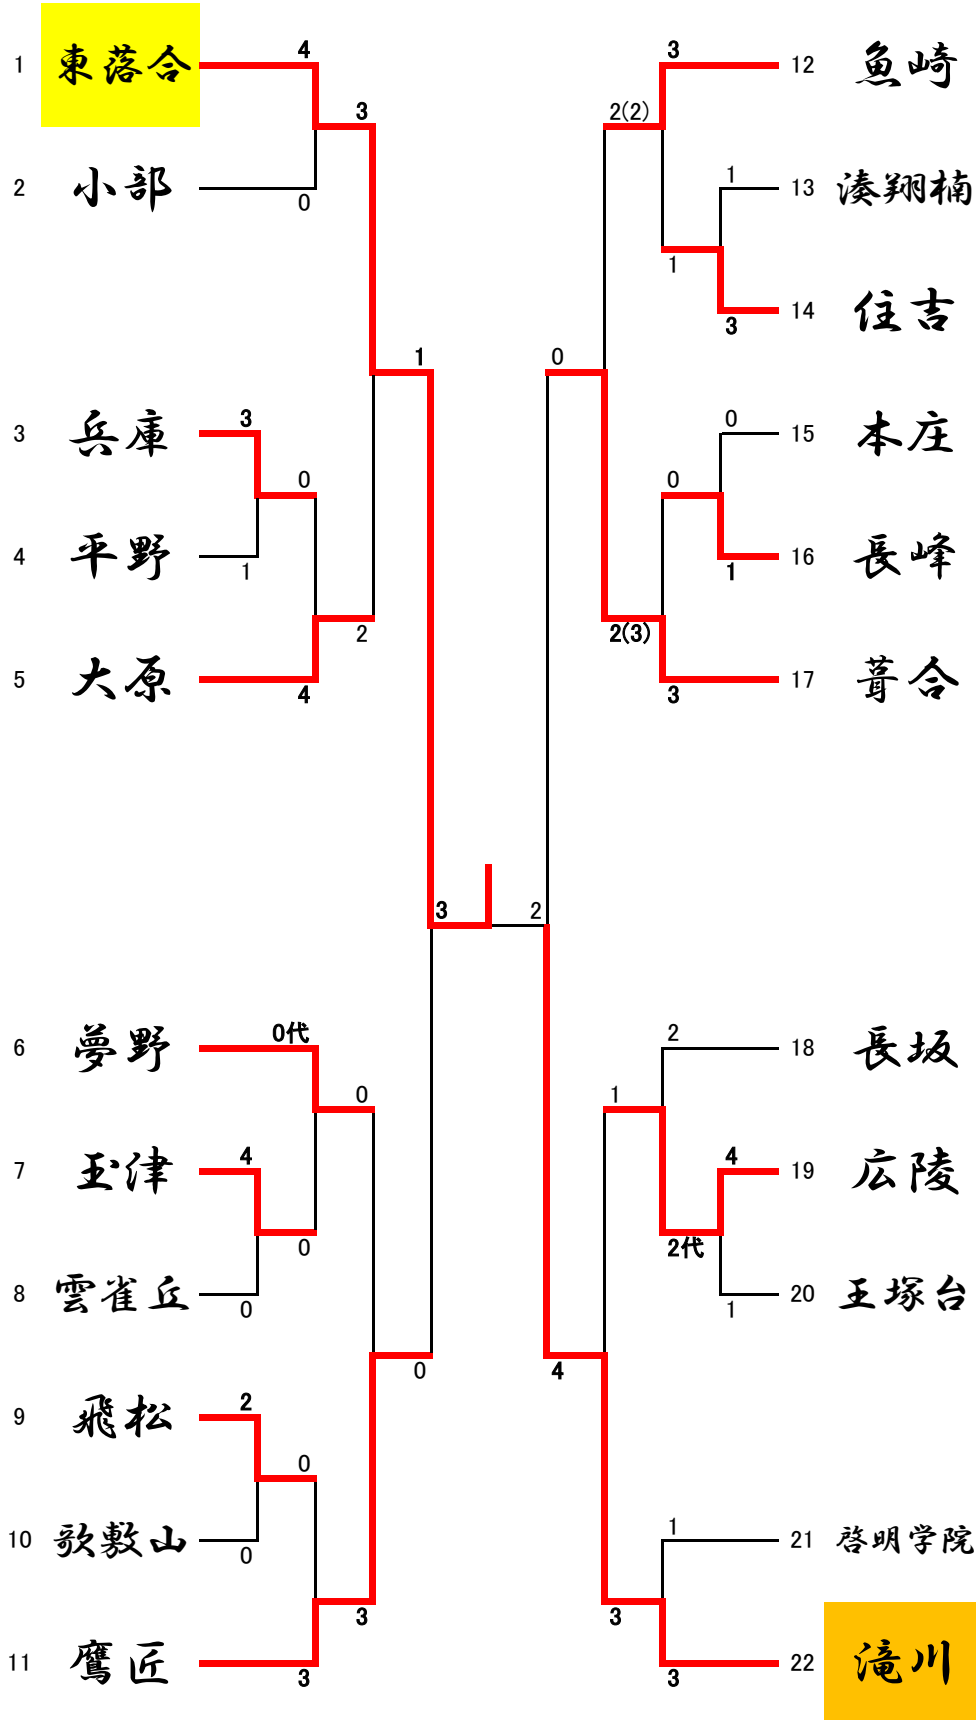 1 東落合 4
3
2 小部 0
1
3 兵庫 3
0
4 平野 1
2
5 大原 4
3
6 夢野 0代
0
7 玉津 4
0
8 雲雀丘 0
0
9 飛松 2
0
10 歌敷山 0
3
11 鷹匠 3
3 12 魚崎
2(2)
1 13 湊翔楠
1
3 14 住吉
0
0 15 本庄
0
1 16 長峰
2(3)
3 17 葺合
2
2 18 長坂
1
4 19 広陵
2代
1 20 王塚台
4
1 21 啓明学院
3
3 22 滝川